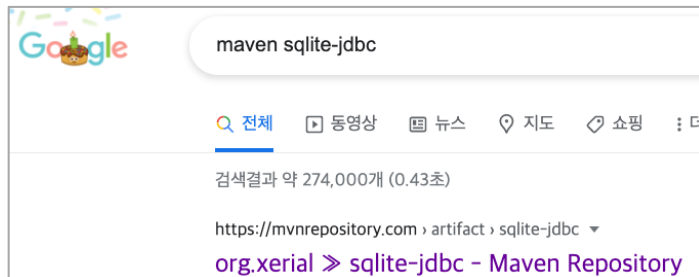 Google
maven sqlite-jdbc
전체 동영상 뉴스 지도 쇼핑
검색결과 약 274,000개 (0.43초)
https://mvnrepository.com › artifact › sqlite-jdbc
org.xerial ≫ sqlite-jdbc - Maven Repository